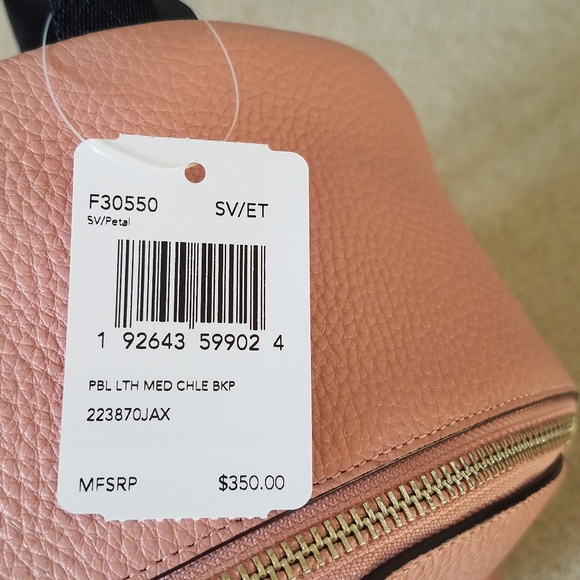 F30550 SV/ET
SV/Petal
1 92643 59902 4
PBL LTH MED CHLE BKP
223870JAX
MFSRP $350.00